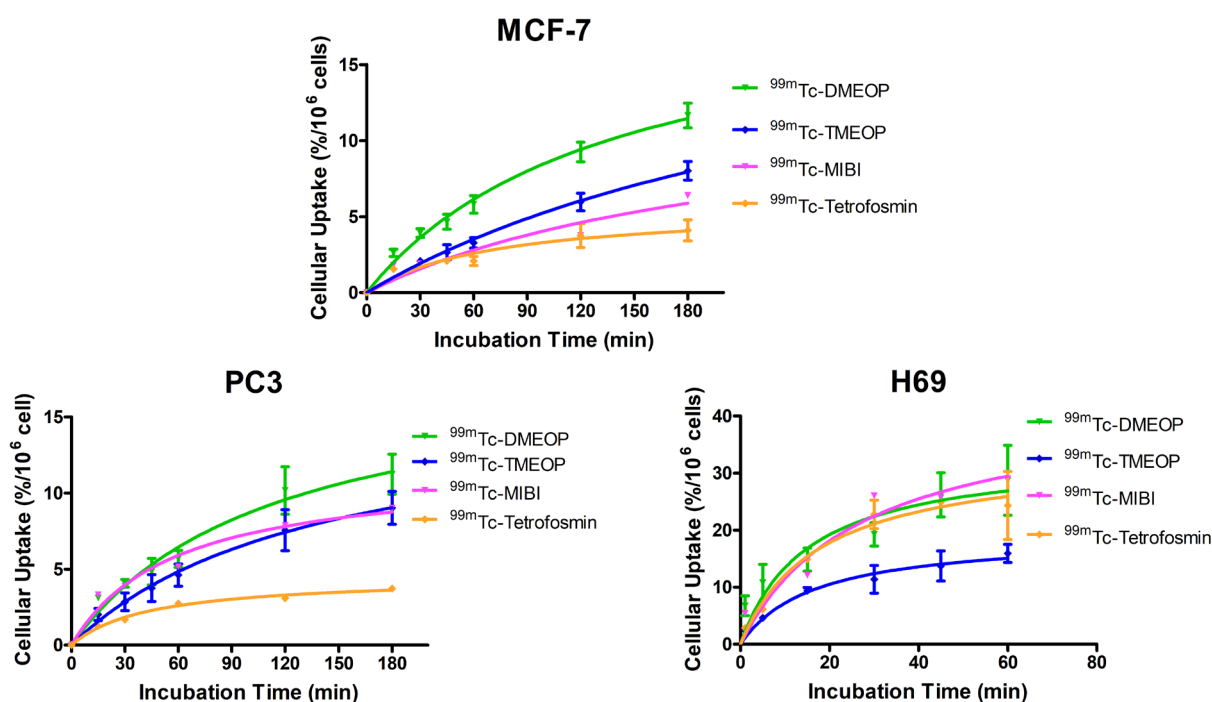 MCF-7
Cellular Uptake (%/10⁶ cells)
15
10
5
0
0 30 60 90 120 150 180
Incubation Time (min)
⁹⁹ᵐTc-DMEOP
⁹⁹ᵐTc-TMEOP
⁹⁹ᵐTc-MIBI
⁹⁹ᵐTc-Tetrofosmin
PC3
Cellular Uptake (%/10⁶ cell)
15
10
5
0
0 30 60 90 120 150 180
Incubation Time (min)
⁹⁹ᵐTc-DMEOP
⁹⁹ᵐTc-TMEOP
⁹⁹ᵐTc-MIBI
⁹⁹ᵐTc-Tetrofosmin
H69
Cellular Uptake (%/10⁶ cells)
40
30
20
10
0
0 20 40 60 80
Incubation Time (min)
⁹⁹ᵐTc-DMEOP
⁹⁹ᵐTc-TMEOP
⁹⁹ᵐTc-MIBI
⁹⁹ᵐTc-Tetrofosmin